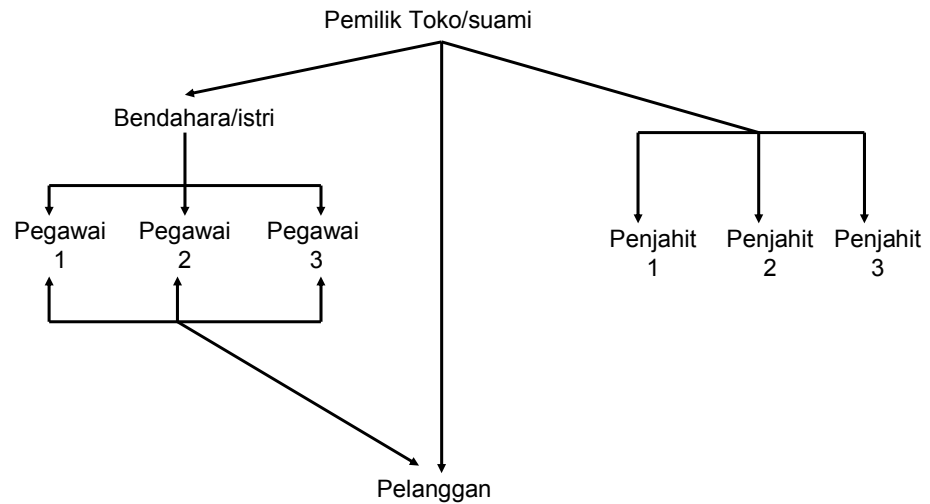 Pemilik Toko/suami
Bendahara/istri
Pegawai
1
Pegawai
2
Pegawai
3
Penjahit
1
Penjahit
2
Penjahit
3
Pelanggan